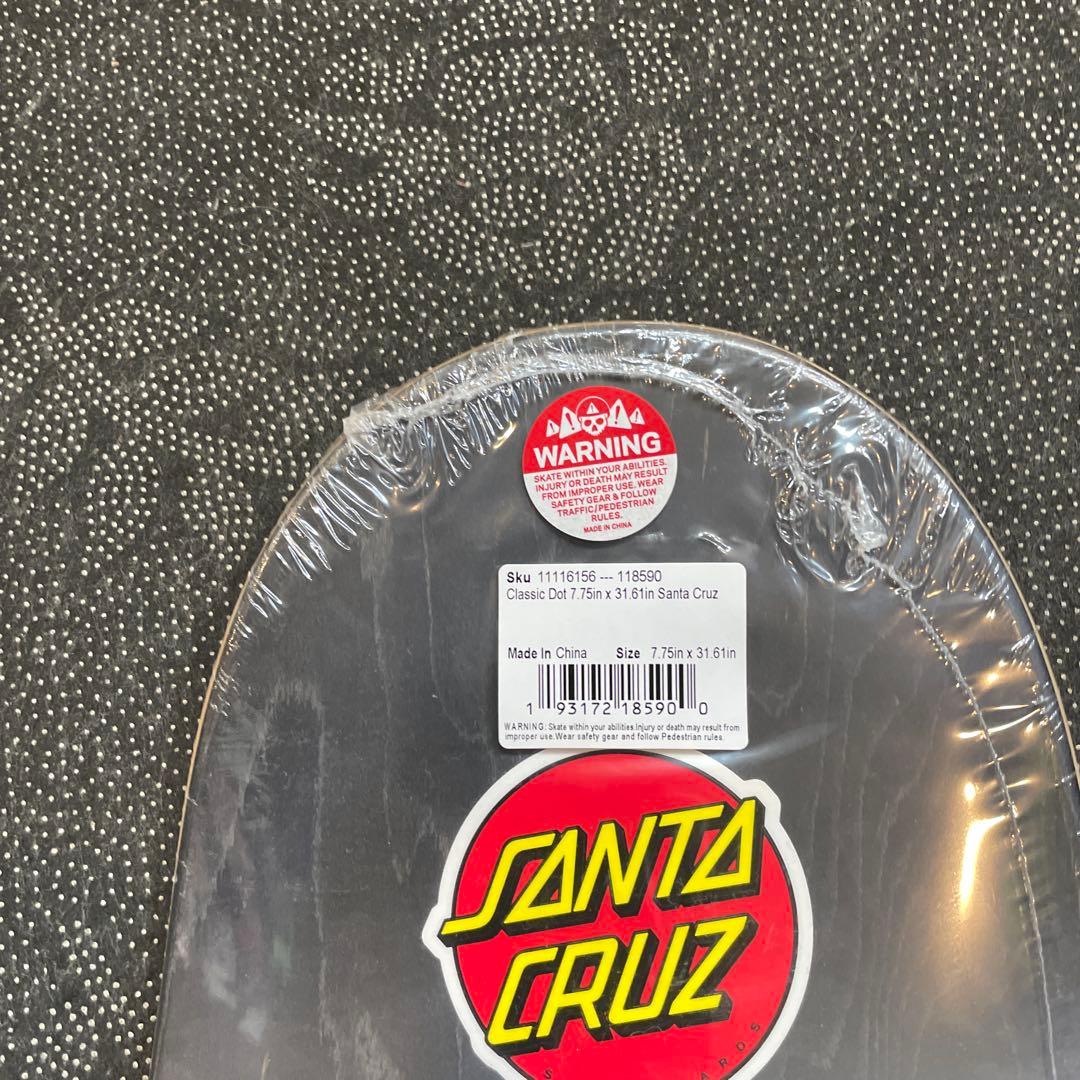 WARNING
SKATE WITHIN YOUR ABILITIES.
INJURY OR DEATH MAY RESULT
FROM IMPROPER USE. WEAR
SAFETY GEAR & FOLLOW
TRAFFIC/PEDESTRIAN
RULES.
MADE IN CHINA
Sku 11116156 --- 118590
Classic Dot 7.75in x 31.61in Santa Cruz
Made In China Size 7.75in x 31.61in
1 93172 18590 0
WARNING: Skate within your abilities.Injury or death may result from
improper use.Wear safety gear and follow Pedestrian rules.
SANTA
CRUZ